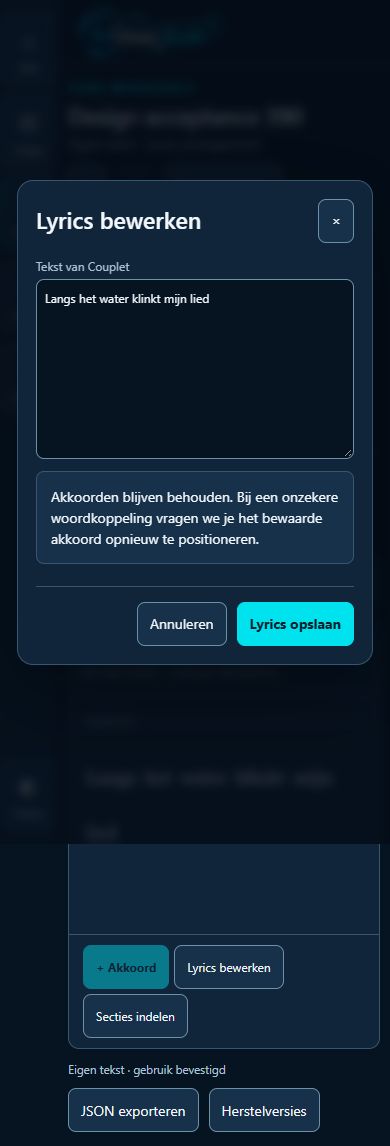 Lyrics bewerken
×
Tekst van Couplet
Langs het water klinkt mijn lied
Akkoorden blijven behouden. Bij een onzekere
woordkoppeling vragen we je het bewaarde
akkoord opnieuw te positioneren.
Annuleren
Lyrics opslaan
+ Akkoord
Lyrics bewerken
Secties indelen
Eigen tekst · gebruik bevestigd
JSON exporteren
Herstelversies